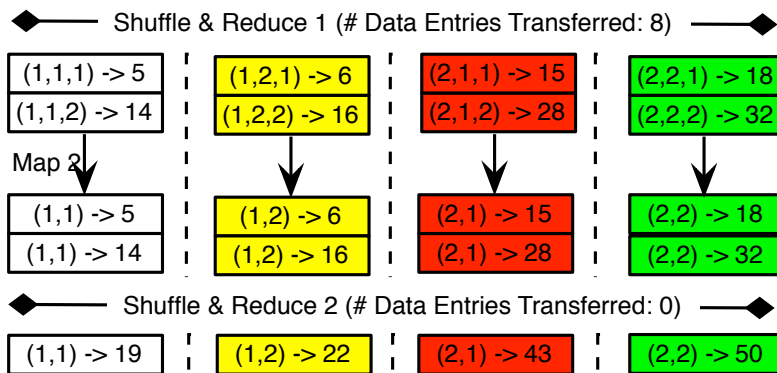 Shuffle & Reduce 1 (# Data Entries Transferred: 8)
(1,1,1) -> 5 (1,2,1) -> 6 (2,1,1) -> 15 (2,2,1) -> 18
(1,1,2) -> 14 (1,2,2) -> 16 (2,1,2) -> 28 (2,2,2) -> 32
Map 2
(1,1) -> 5 (1,2) -> 6 (2,1) -> 15 (2,2) -> 18
(1,1) -> 14 (1,2) -> 16 (2,1) -> 28 (2,2) -> 32
Shuffle & Reduce 2 (# Data Entries Transferred: 0)
(1,1) -> 19 (1,2) -> 22 (2,1) -> 43 (2,2) -> 50